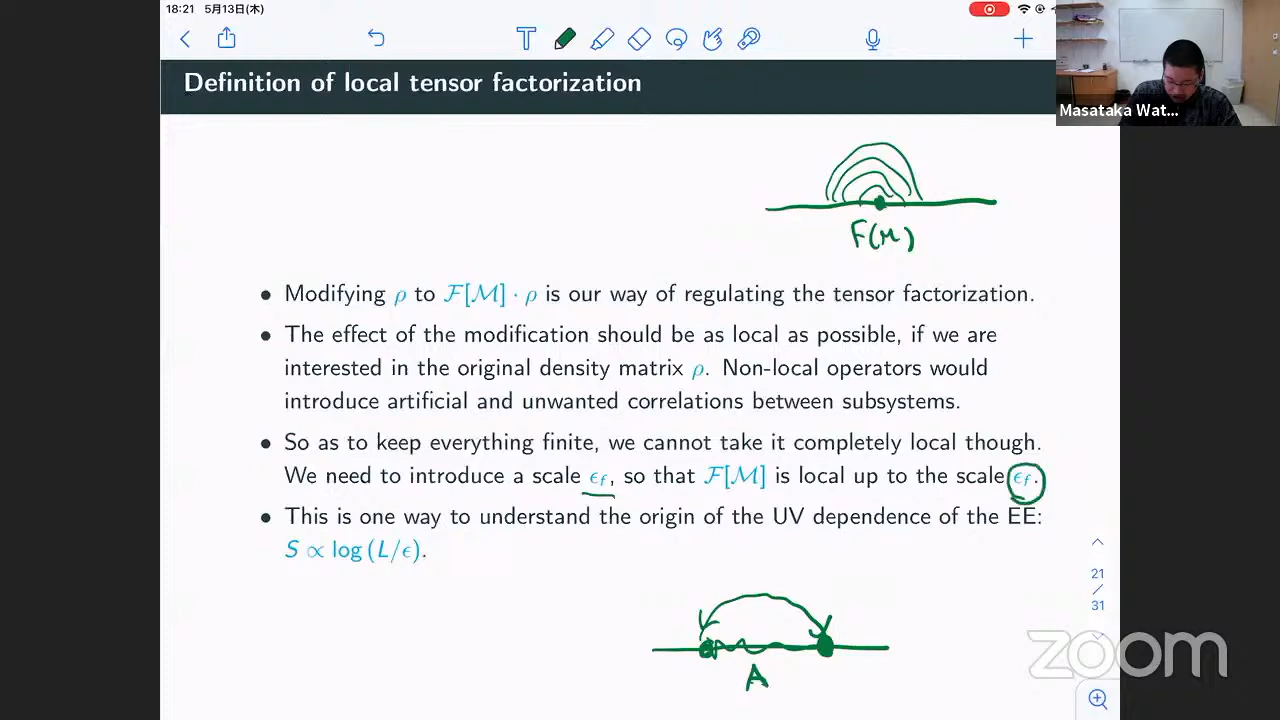 18:21 5月13日(木)
Definition of local tensor factorization
Masataka Wat...
F(M)
• Modifying ρ to ℱ[ℳ] · ρ is our way of regulating the tensor factorization.
• The effect of the modification should be as local as possible, if we are
interested in the original density matrix ρ. Non-local operators would
introduce artificial and unwanted correlations between subsystems.
• So as to keep everything finite, we cannot take it completely local though.
We need to introduce a scale ϵf, so that ℱ[ℳ] is local up to the scale ϵf.
• This is one way to understand the origin of the UV dependence of the EE:
S ∝ log (L/ϵ).
21
/
31
A
zoom